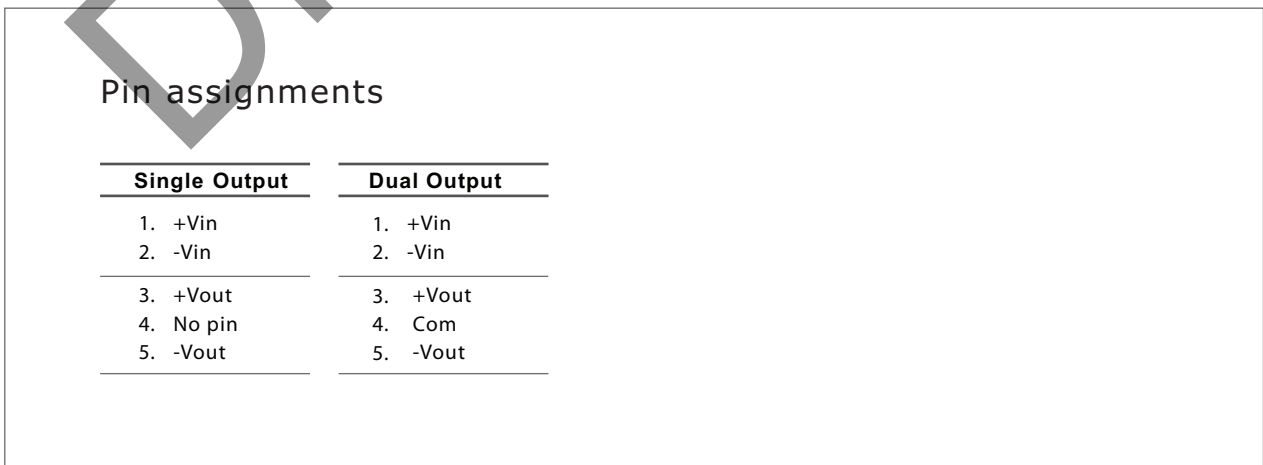 Pin assignments
Single Output
1. +Vin
2. -Vin
3. +Vout
4. No pin
5. -Vout
Dual Output
1. +Vin
2. -Vin
3. +Vout
4. Com
5. -Vout